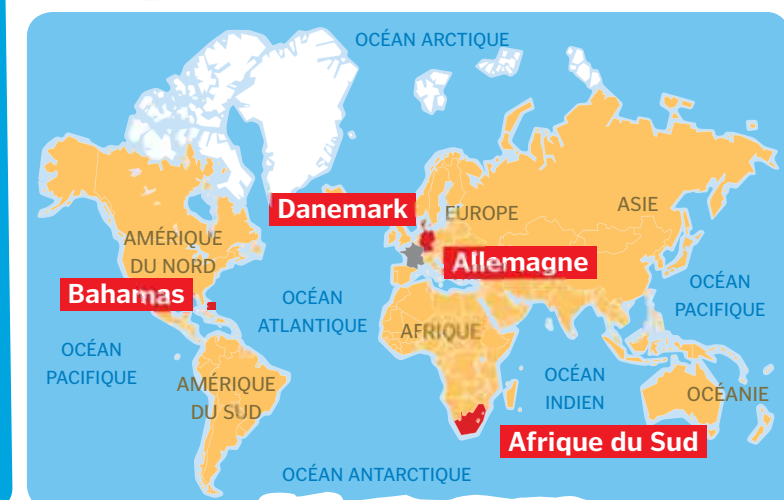 OCÉAN ARCTIQUE
Danemark
EUROPE
ASIE
AMÉRIQUE
DU NORD
Allemagne
Bahamas
OCÉAN
ATLANTIQUE
OCÉAN
PACIFIQUE
AFRIQUE
OCÉAN
PACIFIQUE
AMÉRIQUE
DU SUD
OCÉAN
INDIEN
OCÉANIE
Afrique du Sud
OCÉAN ANTARCTIQUE